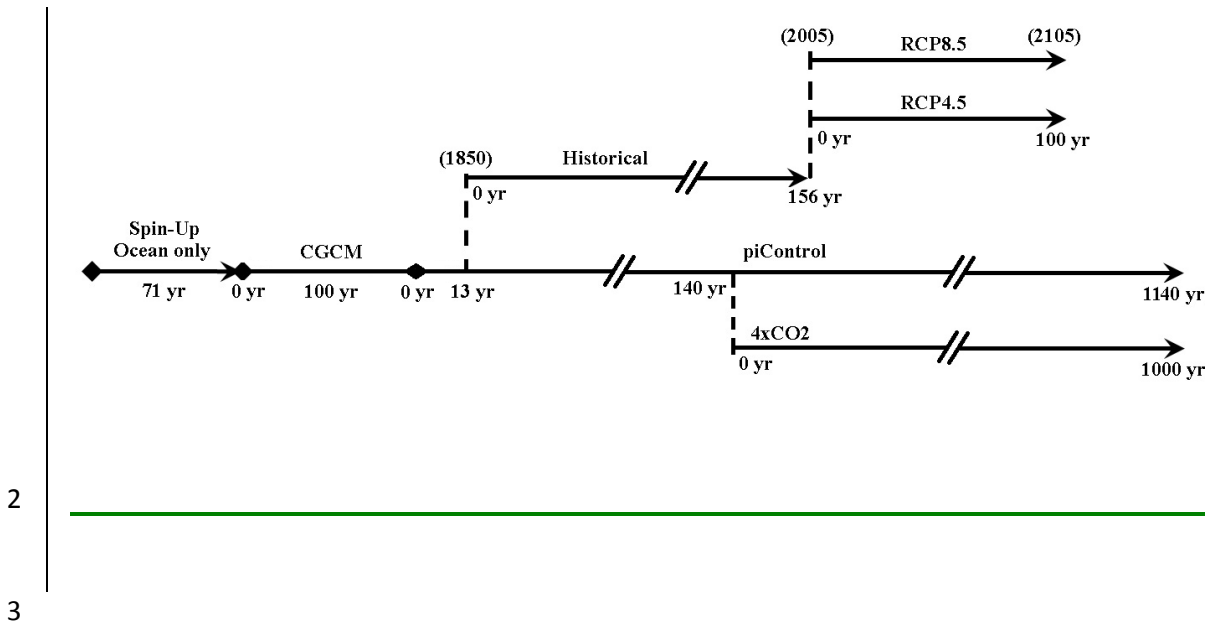 (2005) RCP8.5 (2105)
RCP4.5
0 yr 100 yr
(1850) Historical
0 yr 156 yr
Spin-Up
Ocean only CGCM piControl
71 yr 0 yr 100 yr 0 yr 13 yr 140 yr 1140 yr
4xCO2
0 yr 1000 yr
2
3